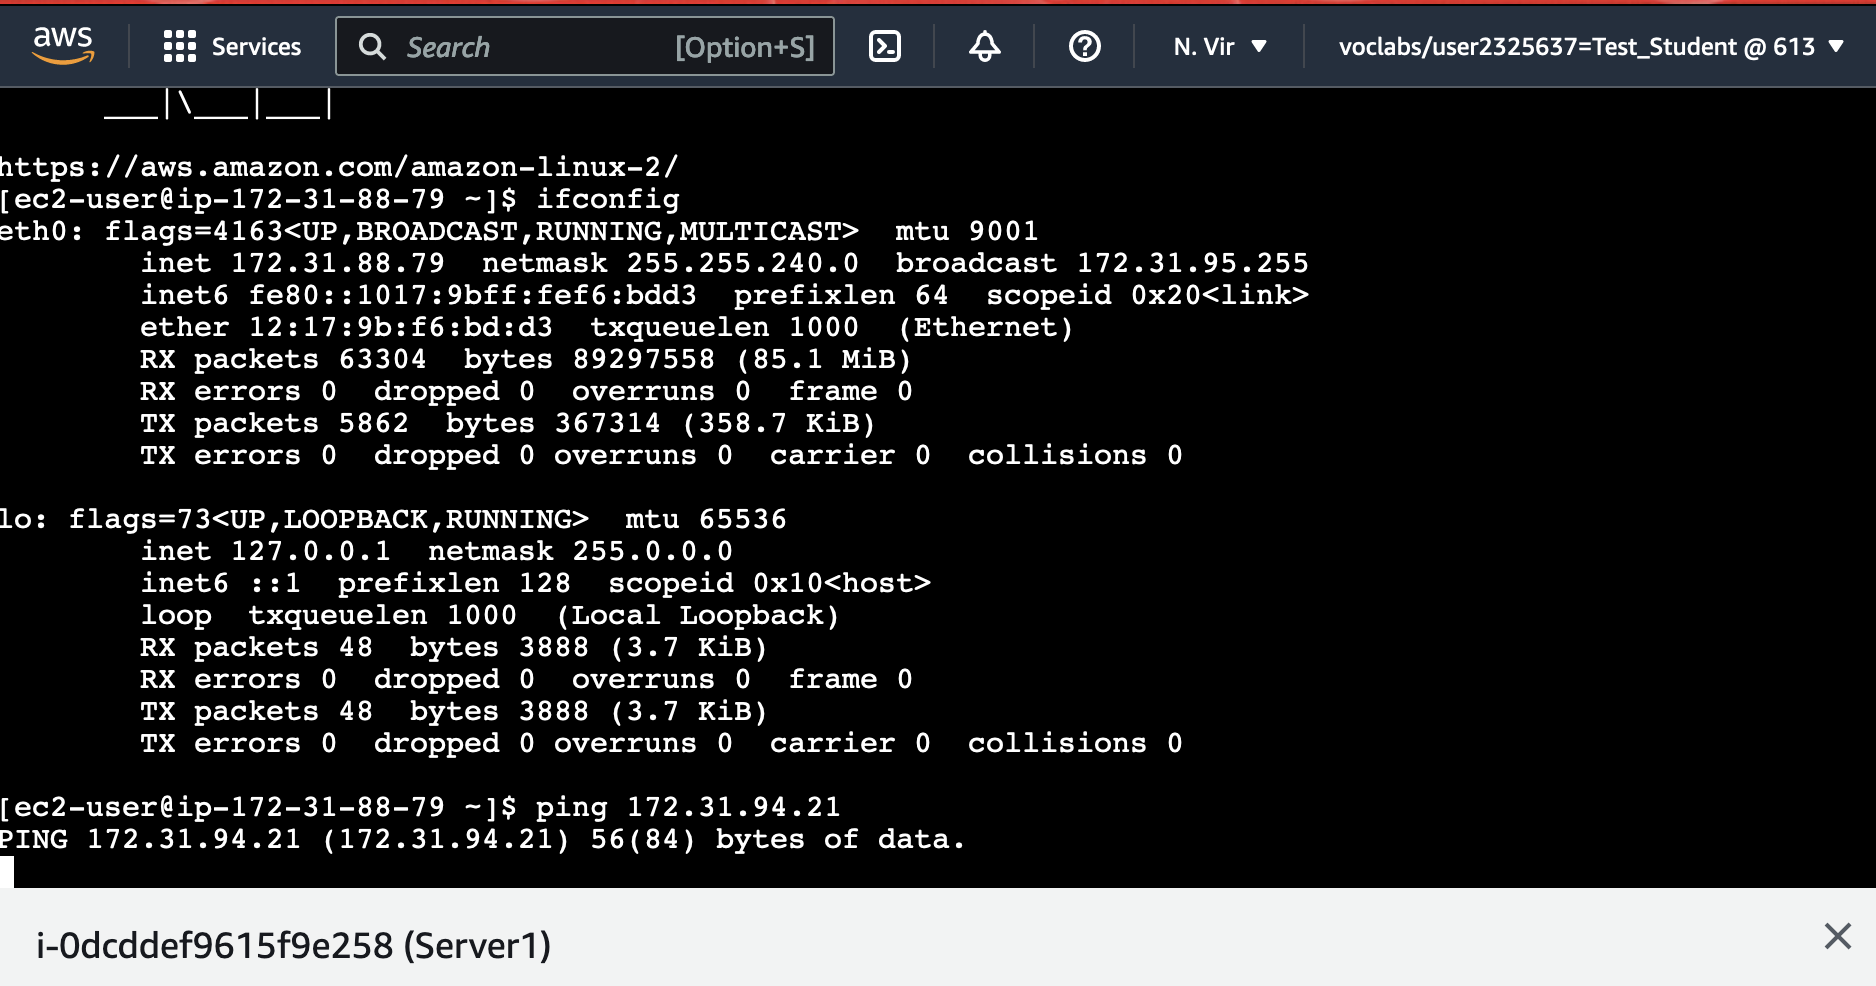 aws Services Search [Option+S] N. Vir voclabs/user2325637=Test_Student @ 613
___|\___|___|
https://aws.amazon.com/amazon-linux-2/
[ec2-user@ip-172-31-88-79 ~]$ ifconfig
eth0: flags=4163<UP,BROADCAST,RUNNING,MULTICAST>  mtu 9001
        inet 172.31.88.79  netmask 255.255.240.0  broadcast 172.31.95.255
        inet6 fe80::1017:9bff:fef6:bdd3  prefixlen 64  scopeid 0x20<link>
        ether 12:17:9b:f6:bd:d3  txqueuelen 1000  (Ethernet)
        RX packets 63304  bytes 89297558 (85.1 MiB)
        RX errors 0  dropped 0  overruns 0  frame 0
        TX packets 5862  bytes 367314 (358.7 KiB)
        TX errors 0  dropped 0 overruns 0  carrier 0  collisions 0
lo: flags=73<UP,LOOPBACK,RUNNING>  mtu 65536
        inet 127.0.0.1  netmask 255.0.0.0
        inet6 ::1  prefixlen 128  scopeid 0x10<host>
        loop  txqueuelen 1000  (Local Loopback)
        RX packets 48  bytes 3888 (3.7 KiB)
        RX errors 0  dropped 0  overruns 0  frame 0
        TX packets 48  bytes 3888 (3.7 KiB)
        TX errors 0  dropped 0 overruns 0  carrier 0  collisions 0
[ec2-user@ip-172-31-88-79 ~]$ ping 172.31.94.21
PING 172.31.94.21 (172.31.94.21) 56(84) bytes of data.
i-0dcddef9615f9e258 (Server1)